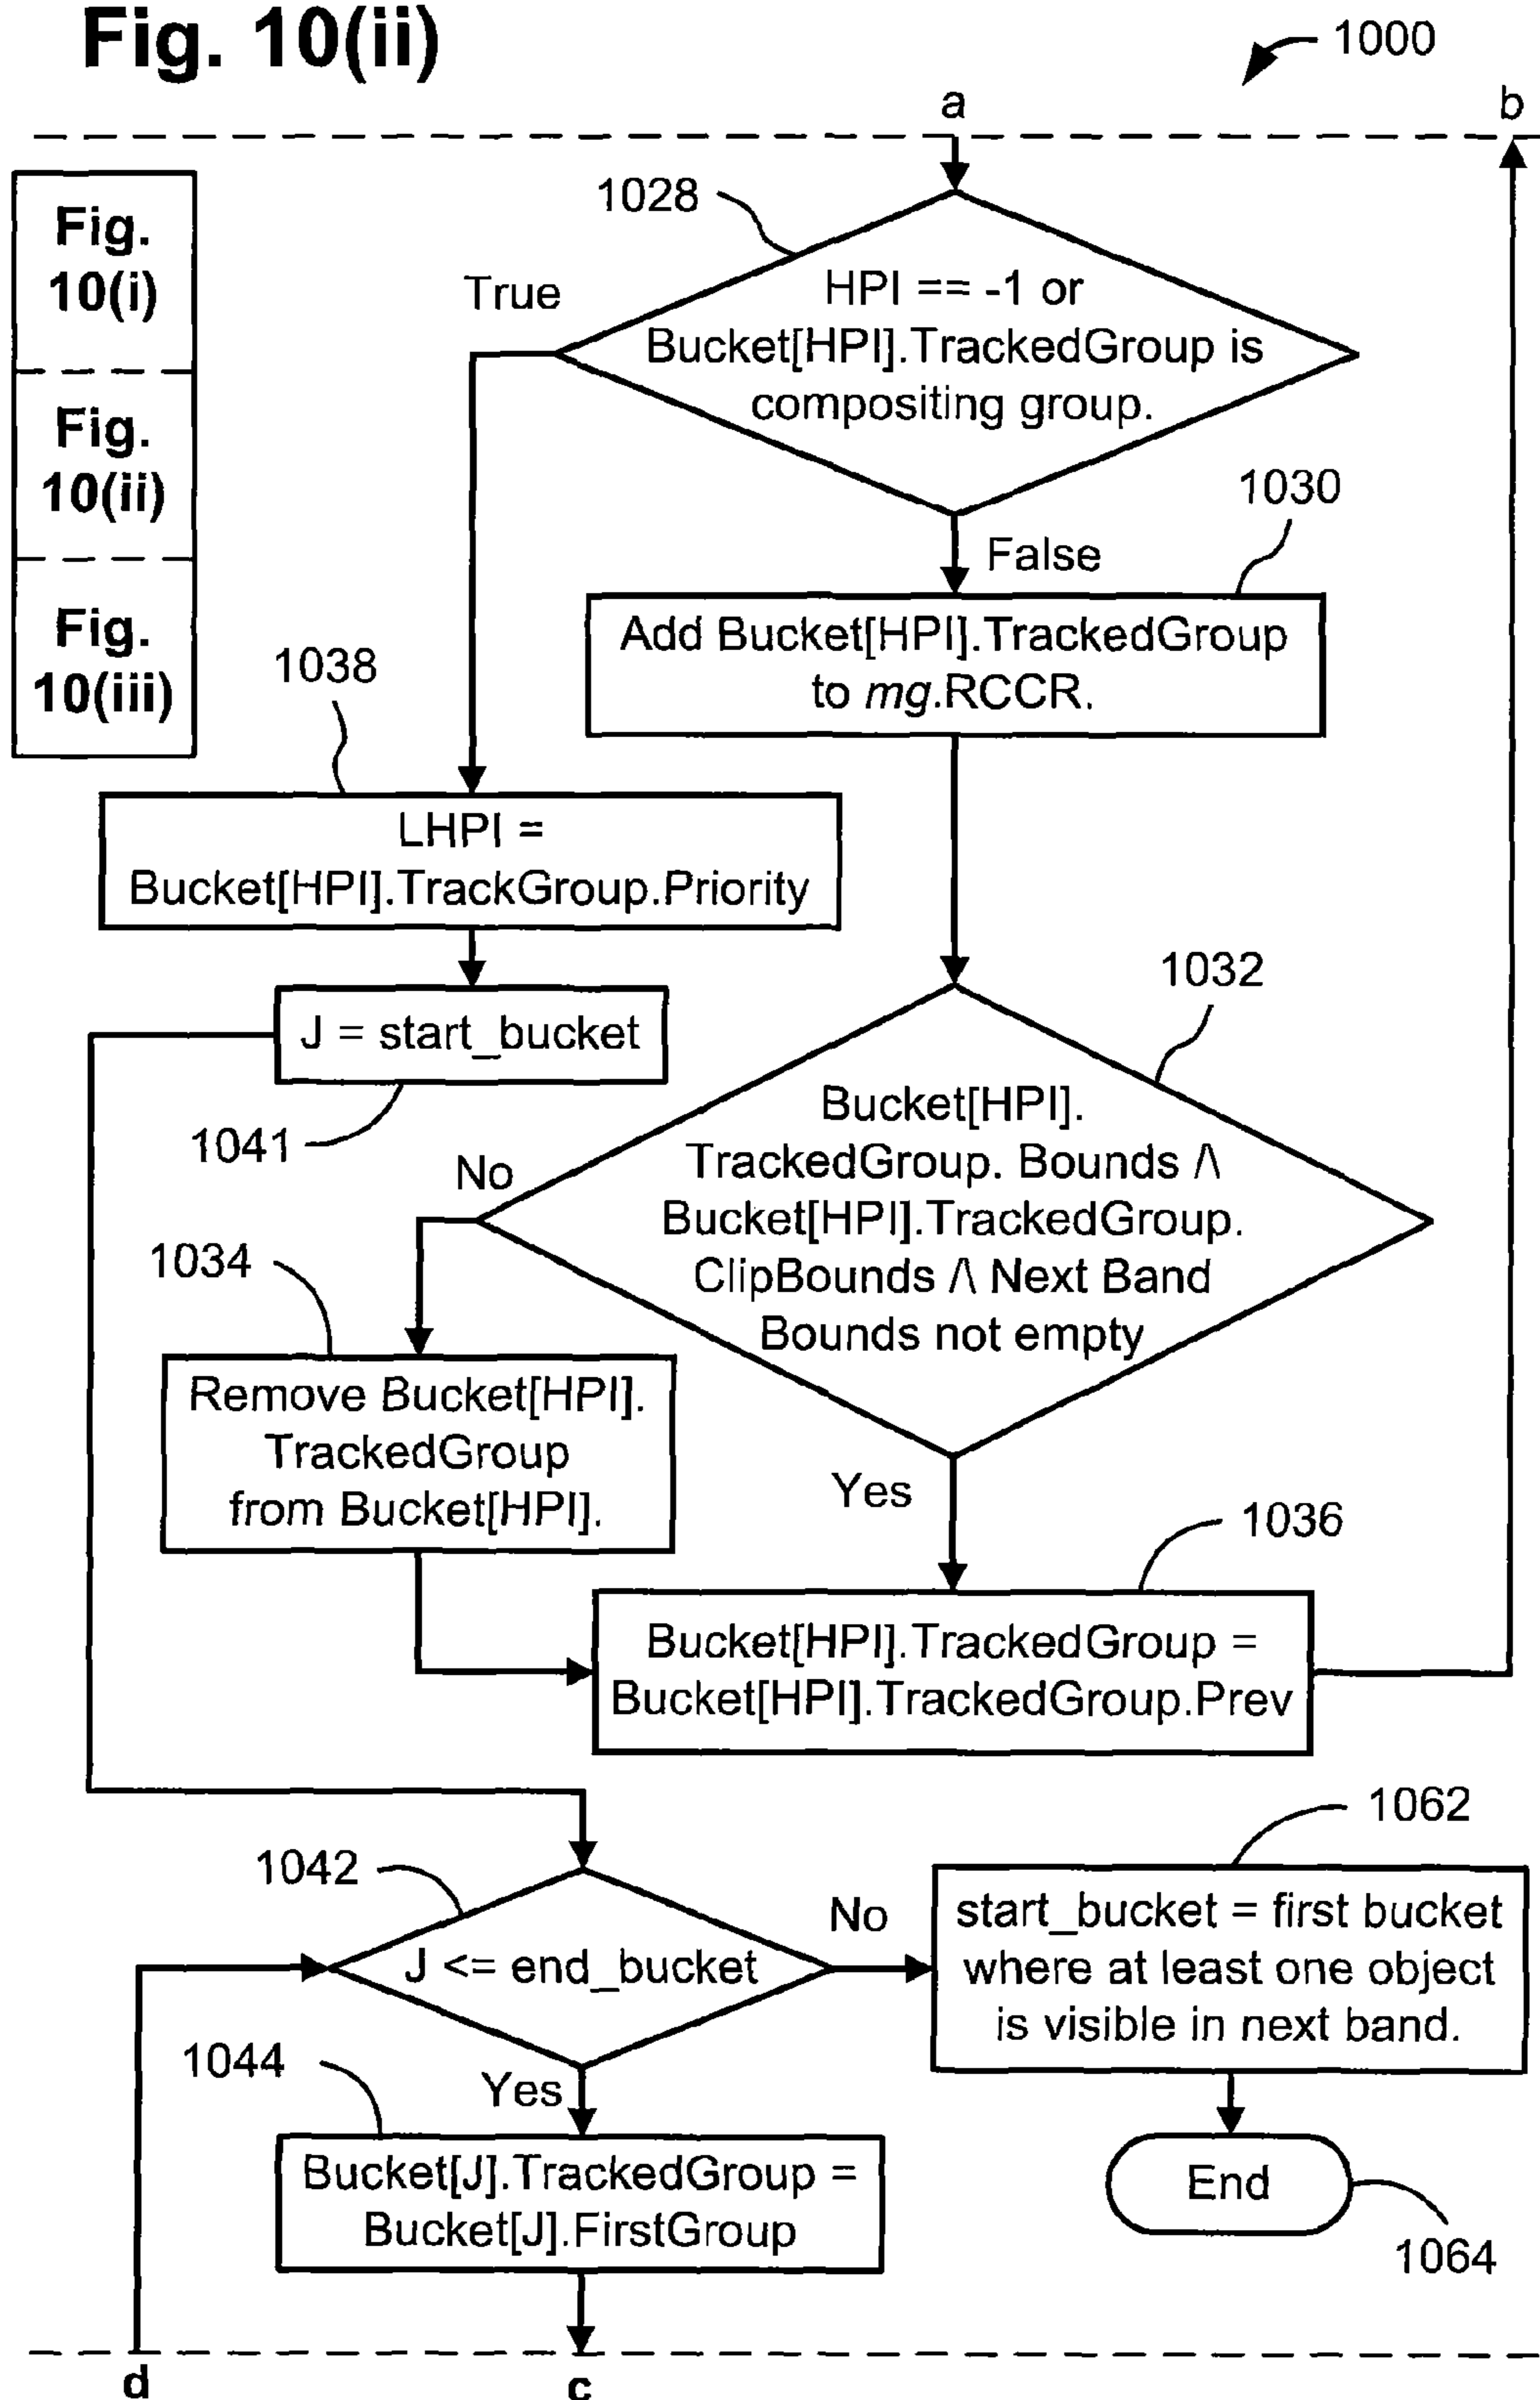 Fig. 10(ii)
1000
a
b
Fig.
10(i)
Fig.
10(ii)
Fig.
10(iii)
1028
True
HPI == -1 or
Bucket[HPI].TrackedGroup is
compositing group.
1030
False
Add Bucket[HPI].TrackedGroup
to mg.RCCR.
1038
LHPI =
Bucket[HPI].TrackGroup.Priority
J = start_bucket
1041
1032
Bucket[HPI].
TrackedGroup. Bounds /\
Bucket[HPI].TrackedGroup.
ClipBounds /\ Next Band
Bounds not empty
No
1034
Remove Bucket[HPI].
TrackedGroup
from Bucket[HPI].
Yes
1036
Bucket[HPI].TrackedGroup =
Bucket[HPI].TrackedGroup.Prev
1042
J <= end_bucket
No
1062
start_bucket = first bucket
where at least one object
is visible in next band.
1044
Yes
Bucket[J].TrackedGroup =
Bucket[J].FirstGroup
End
1064
d
c